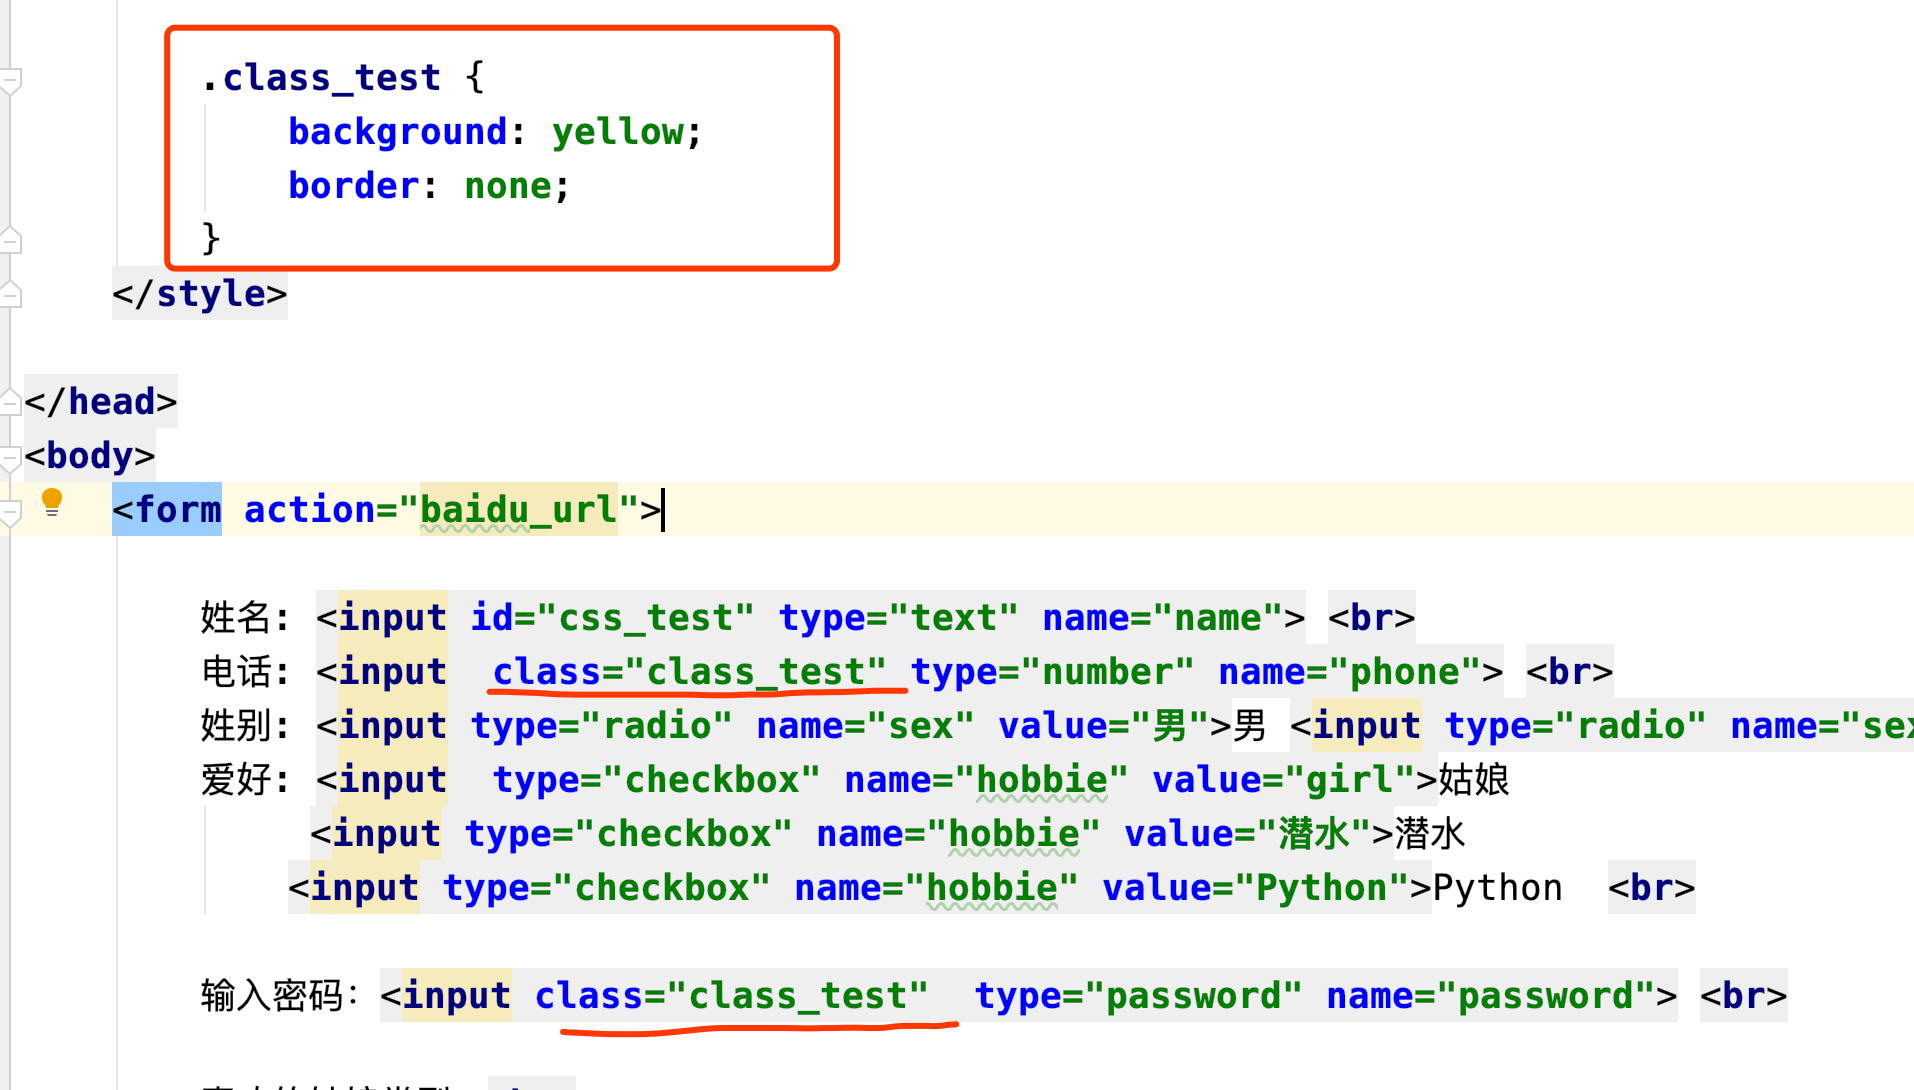 .class_test {
    background: yellow;
    border: none;
}
</style>
</head>
<body>
<form action="baidu_url">
姓名: <input id="css_test" type="text" name="name"> <br>
电话: <input  class="class_test" type="number" name="phone"> <br>
姓别: <input type="radio" name="sex" value="男">男 <input type="radio" name="sex
爱好: <input  type="checkbox" name="hobbie" value="girl">姑娘
<input type="checkbox" name="hobbie" value="潜水">潜水
<input type="checkbox" name="hobbie" value="Python">Python  <br>
输入密码: <input class="class_test"  type="password" name="password"> <br>